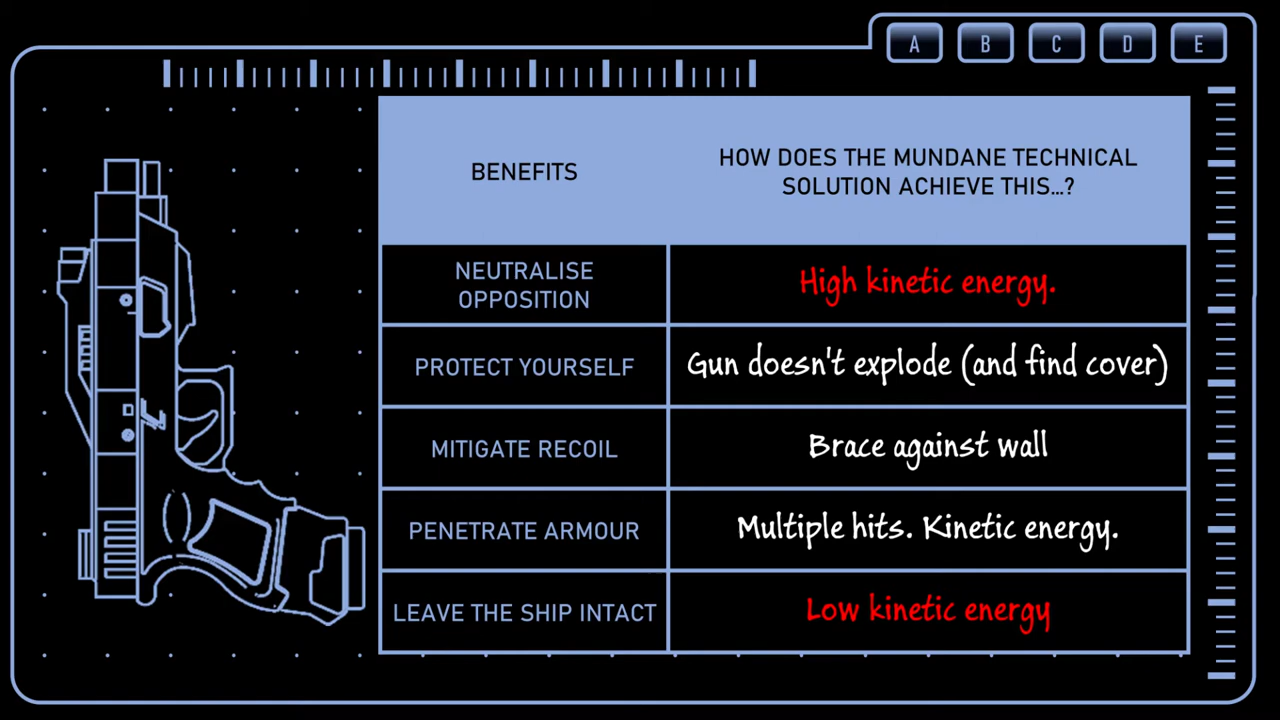 A B C D E
BENEFITS
HOW DOES THE MUNDANE TECHNICAL
SOLUTION ACHIEVE THIS...?
NEUTRALISE
OPPOSITION
High kinetic energy.
PROTECT YOURSELF
Gun doesn't explode (and find cover)
MITIGATE RECOIL
Brace against wall
PENETRATE ARMOUR
Multiple hits. Kinetic energy.
LEAVE THE SHIP INTACT
Low kinetic energy